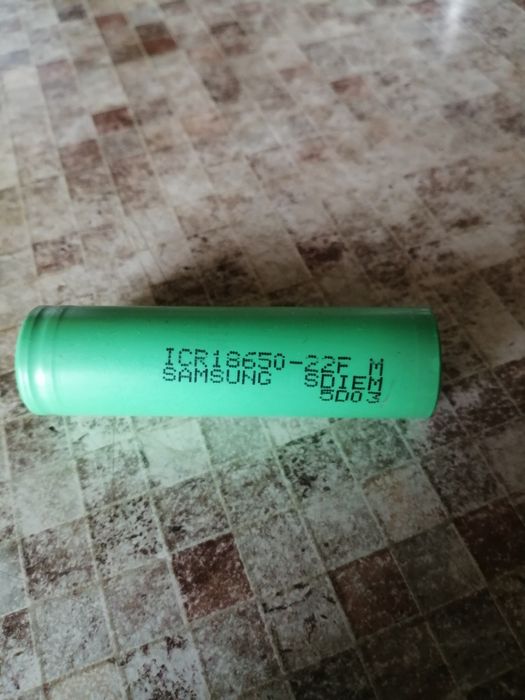 ICR18650-22F M
SAMSUNG SDIEM
5D03